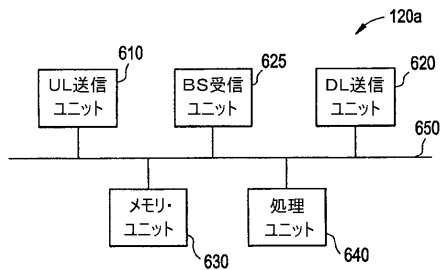 120a
610
UL送信
ユニット
625
BS受信
ユニット
620
DL送信
ユニット
650
メモリ・
ユニット
630
処理
ユニット
640